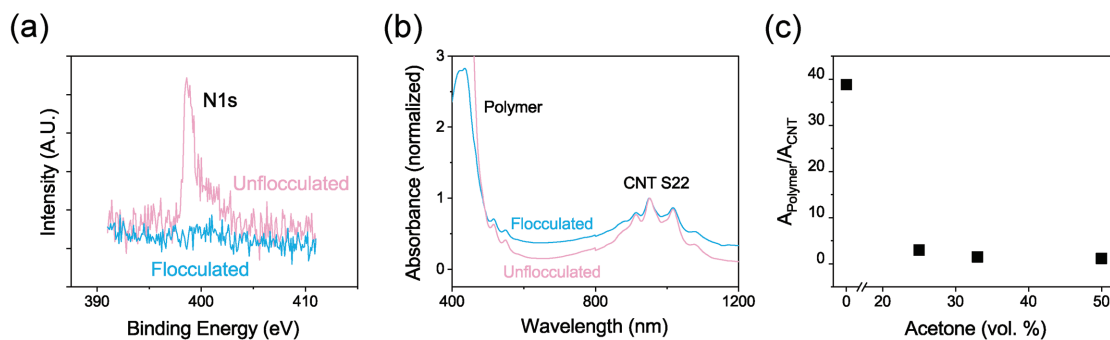 (a)
Intensity (A.U.)
N1s
Unflocculated
Flocculated
390
400
410
Binding Energy (eV)
(b)
Absorbance (normalized)
3
2
1
0
Polymer
CNT S22
Flocculated
Unflocculated
400
800
1200
Wavelength (nm)
(c)
A_Polymer/A_CNT
40
30
20
10
0
0
20
30
40
50
Acetone (vol. %)